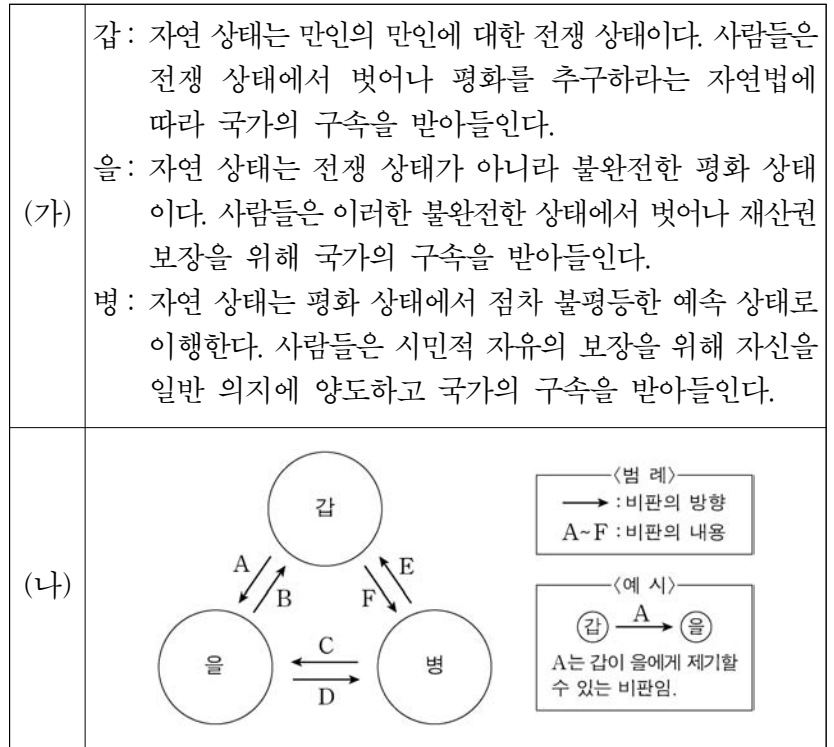 갑: 자연 상태는 만인의 만인에 대한 전쟁 상태이다. 사람들은
전쟁 상태에서 벗어나 평화를 추구하라는 자연법에
따라 국가의 구속을 받아들인다.
(가)
을: 자연 상태는 전쟁 상태가 아니라 불완전한 평화 상태
이다. 사람들은 이러한 불완전한 상태에서 벗어나 재산권
보장을 위해 국가의 구속을 받아들인다.
병: 자연 상태는 평화 상태에서 점차 불평등한 예속 상태로
이행한다. 사람들은 시민적 자유의 보장을 위해 자신을
일반 의지에 양도하고 국가의 구속을 받아들인다.
(나)
갑
A
B
E
F
을
C
D
병
〈범 례〉
⟶ : 비판의 방향
A~F : 비판의 내용
〈예 시〉
갑 A ⟶ 을
A는 갑이 을에게 제기할
수 있는 비판임.